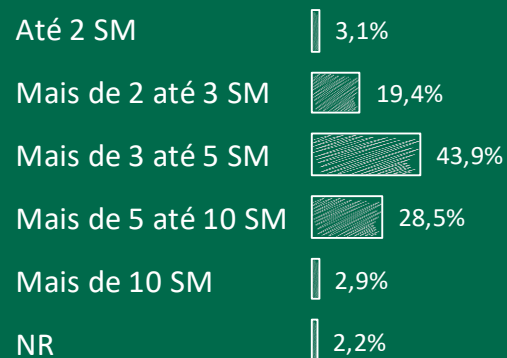 Até 2 SM 3,1%
Mais de 2 até 3 SM 19,4%
Mais de 3 até 5 SM 43,9%
Mais de 5 até 10 SM 28,5%
Mais de 10 SM 2,9%
NR 2,2%